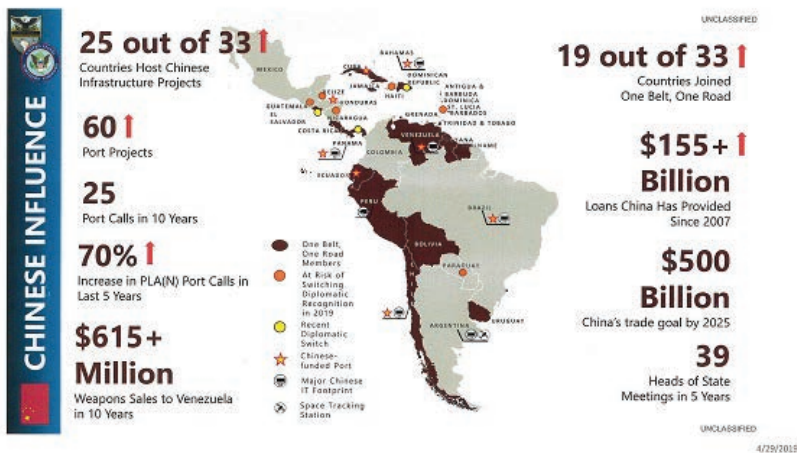 UNCLASSIFIED
CHINESE INFLUENCE
25 out of 33
Countries Host Chinese
Infrastructure Projects
60
Port Projects
25
Port Calls in 10 Years
70%
Increase in PLA(N) Port Calls in
Last 5 Years
$615+
Million
Weapons Sales to Venezuela
in 10 Years
MEXICO
BAHAMAS
CUBA
DOMINICAN
REPUBLIC
JAMAICA
HAITI
BELIZE
HONDURAS
GUATEMALA
EL
SALVADOR
NICARAGUA
COSTA RICA
PANAMA
ANTIGUA &
BARBUDA
DOMINICA
ST. LUCIA
BARBADOS
GRENADA
TRINIDAD & TOBAGO
VENEZUELA
COLOMBIA
ECUADOR
PERU
BRAZIL
BOLIVIA
PARAGUAY
ARGENTINA
URUGUAY
One Belt,
One Road
Members
At Risk of
Switching
Diplomatic
Recognition
in 2019
Recent
Diplomatic
Switch
Chinese-
funded Port
Major Chinese
IT Footprint
Space Tracking
Station
19 out of 33
Countries Joined
One Belt, One Road
$155+
Billion
Loans China Has Provided
Since 2007
$500
Billion
China's trade goal by 2025
39
Heads of State
Meetings in 5 Years
UNCLASSIFIED
4/29/2019